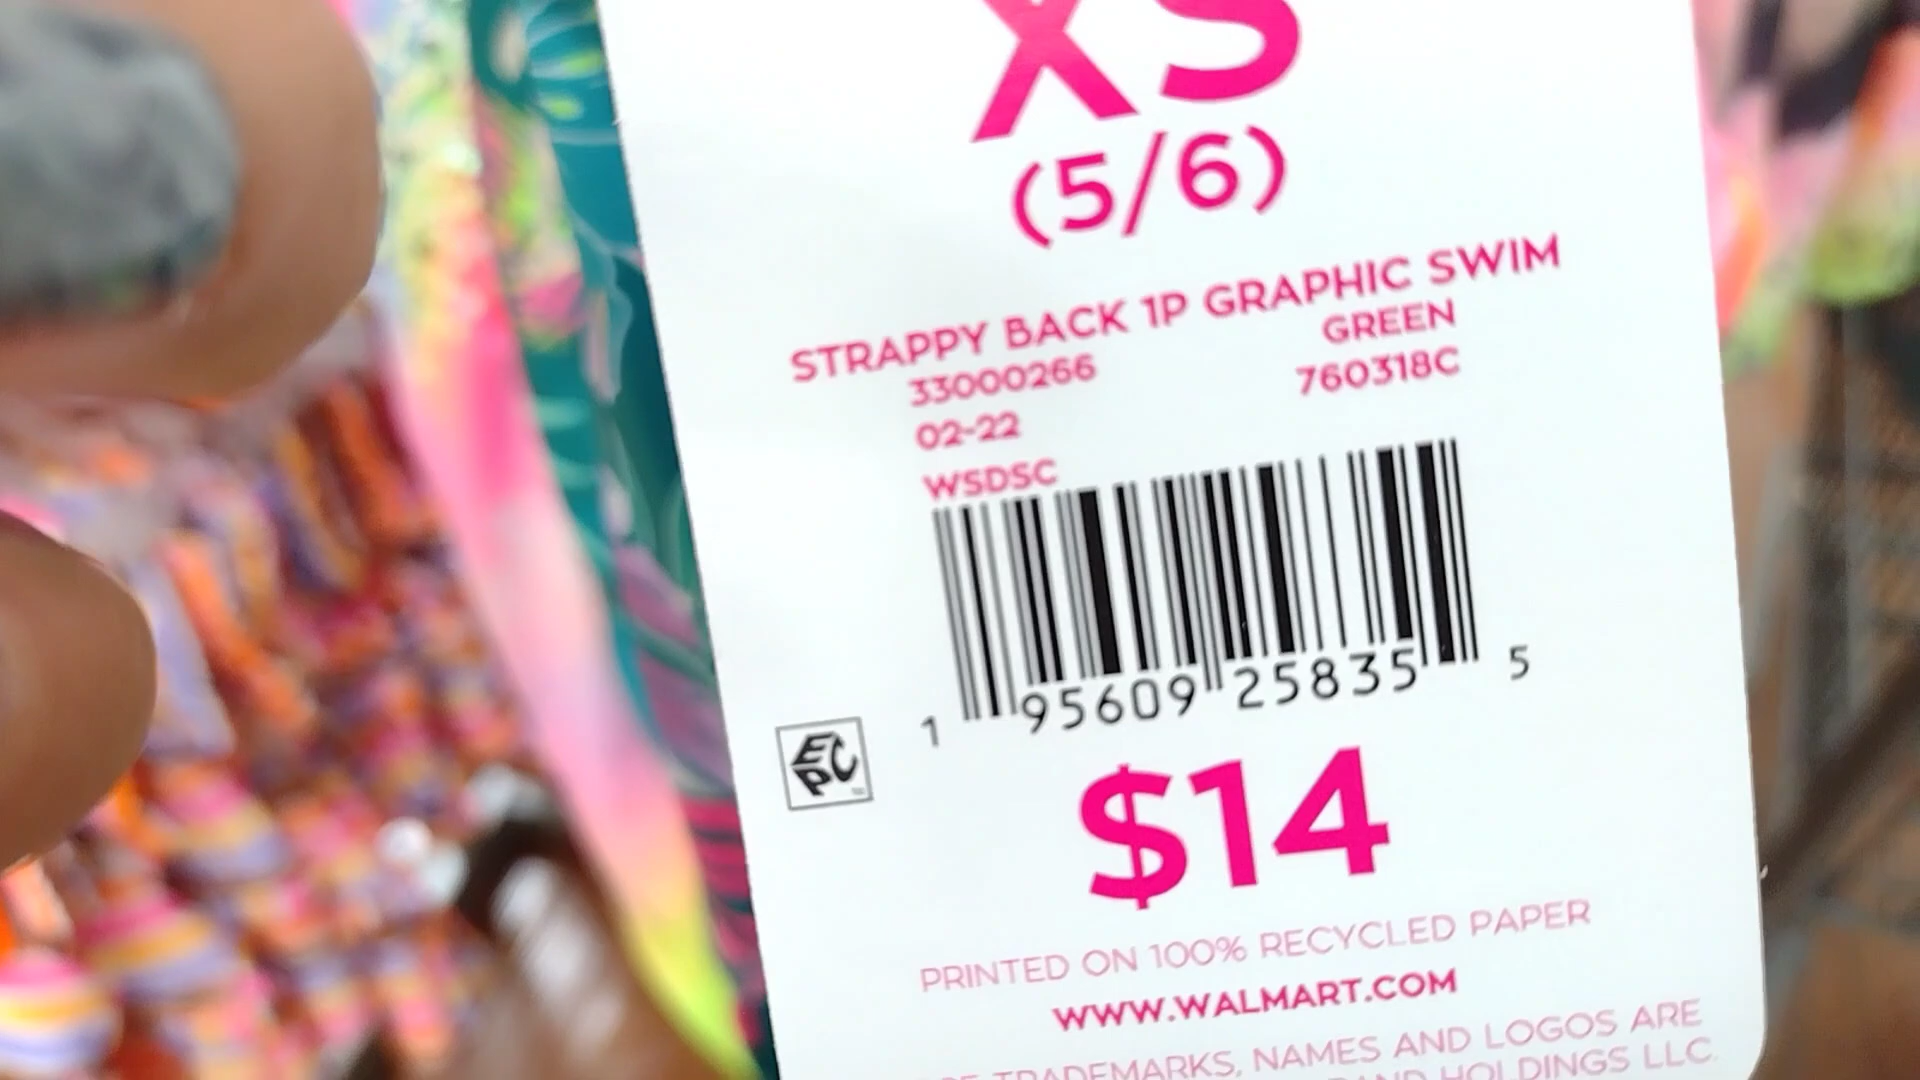 XS
(5/6)
STRAPPY BACK 1P GRAPHIC SWIM
GREEN
33000266 760318C
02-22
WSDSC
1 95609 25835 5
EPC
$14
PRINTED ON 100% RECYCLED PAPER
WWW.WALMART.COM
TRADEMARKS, NAMES AND LOGOS ARE
HOLDINGS LLC.